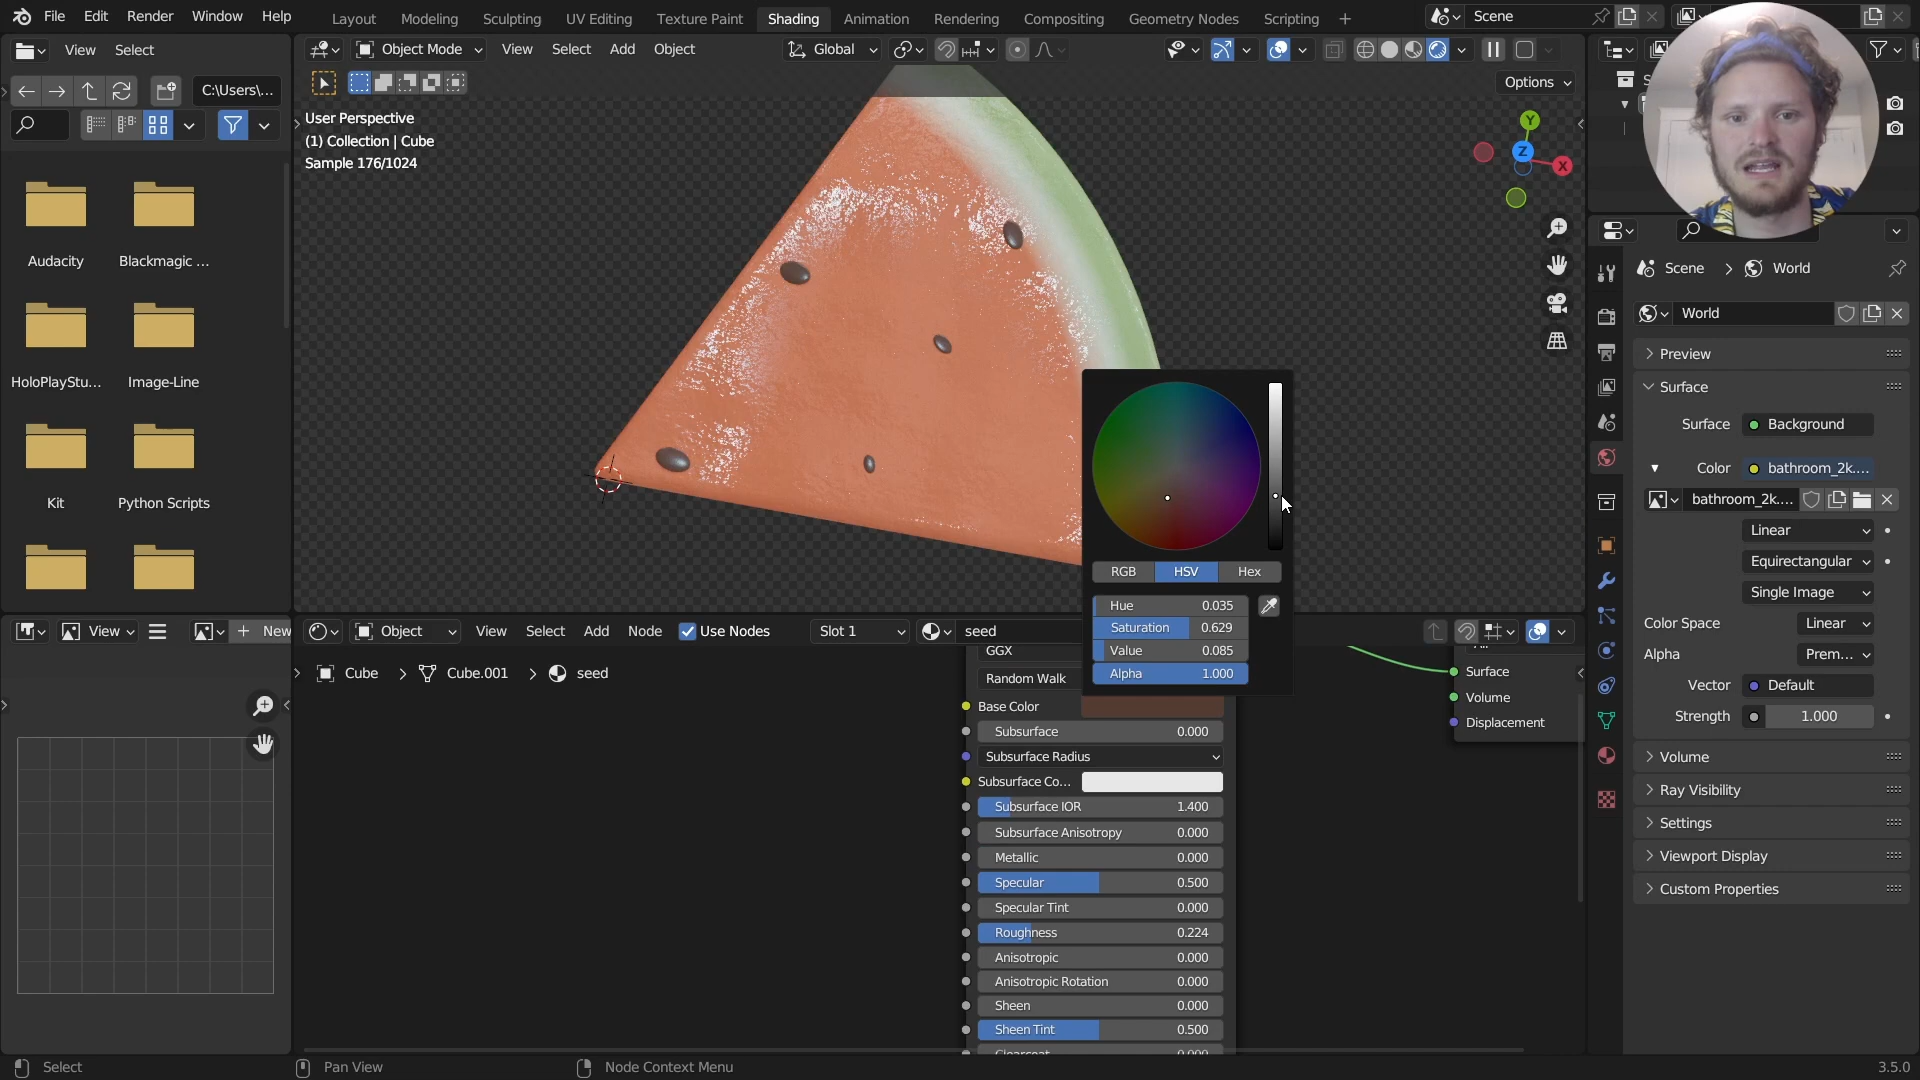 File Edit Render Window Help
Layout Modeling Sculpting UV Editing Texture Paint Shading Animation Rendering Compositing Geometry Nodes Scripting +
Scene
View Select
Object Mode View Select Add Object
Global
C:\Users\...
Options
User Perspective
(1) Collection | Cube
Sample 176/1024
Y
Z
X
Audacity Blackmagic ...
HoloPlayStu... Image-Line
Kit Python Scripts
Scene > World
World
Preview
Surface
Surface Background
Color bathroom_2k....
bathroom_2k....
Linear
Equirectangular
Single Image
Color Space Linear
Alpha Prem...
Vector Default
Strength 1.000
Volume
Ray Visibility
Settings
Viewport Display
Custom Properties
RGB HSV Hex
Hue 0.035
Saturation 0.629
Value 0.085
Alpha 1.000
View + New
Object View Select Add Node Use Nodes Slot 1 seed
Cube > Cube.001 > seed
GGX
Random Walk
Base Color
Subsurface 0.000
Subsurface Radius
Subsurface Co...
Subsurface IOR 1.400
Subsurface Anisotropy 0.000
Metallic 0.000
Specular 0.500
Specular Tint 0.000
Roughness 0.224
Anisotropic 0.000
Anisotropic Rotation 0.000
Sheen 0.000
Sheen Tint 0.500
Clearcoat 0.000
Surface
Volume
Displacement
Select Pan View Node Context Menu 3.5.0